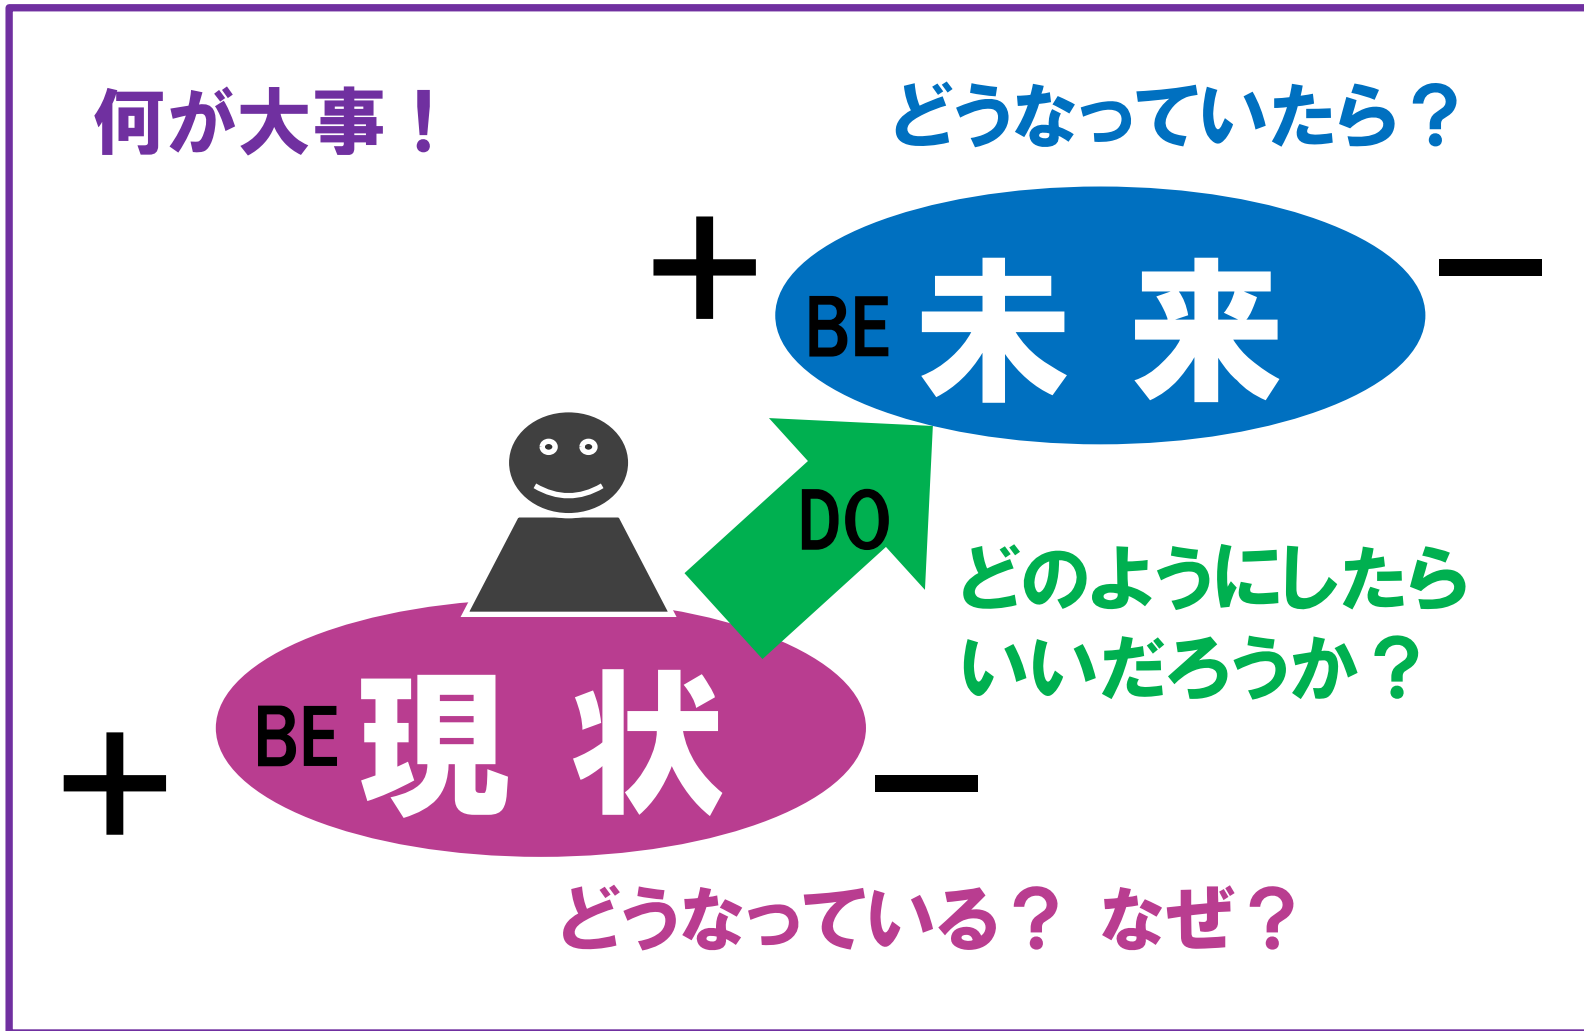 何が大事！
どうなっていたら？
＋
BE 未来
－
DO
どのようにしたら
いいだろうか？
＋
BE 現状
－
どうなっている？ なぜ？